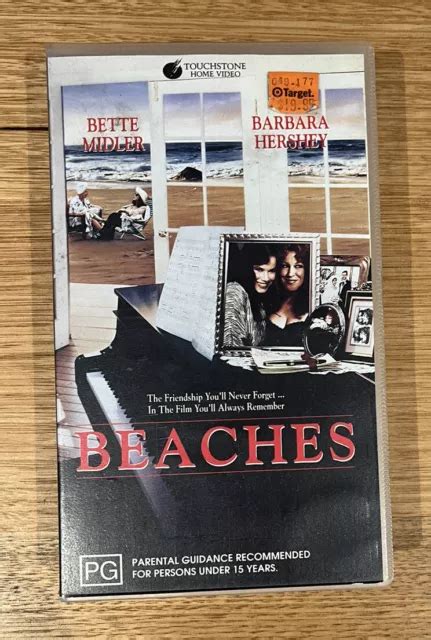 TOUCHSTONE
HOME VIDEO
Target.
BETTE
MIDLER
BARBARA
HERSHEY
The Friendship You'll Never Forget ...
In The Film You'll Always Remember
BEACHES
PG
PARENTAL GUIDANCE RECOMMENDED
FOR PERSONS UNDER 15 YEARS.